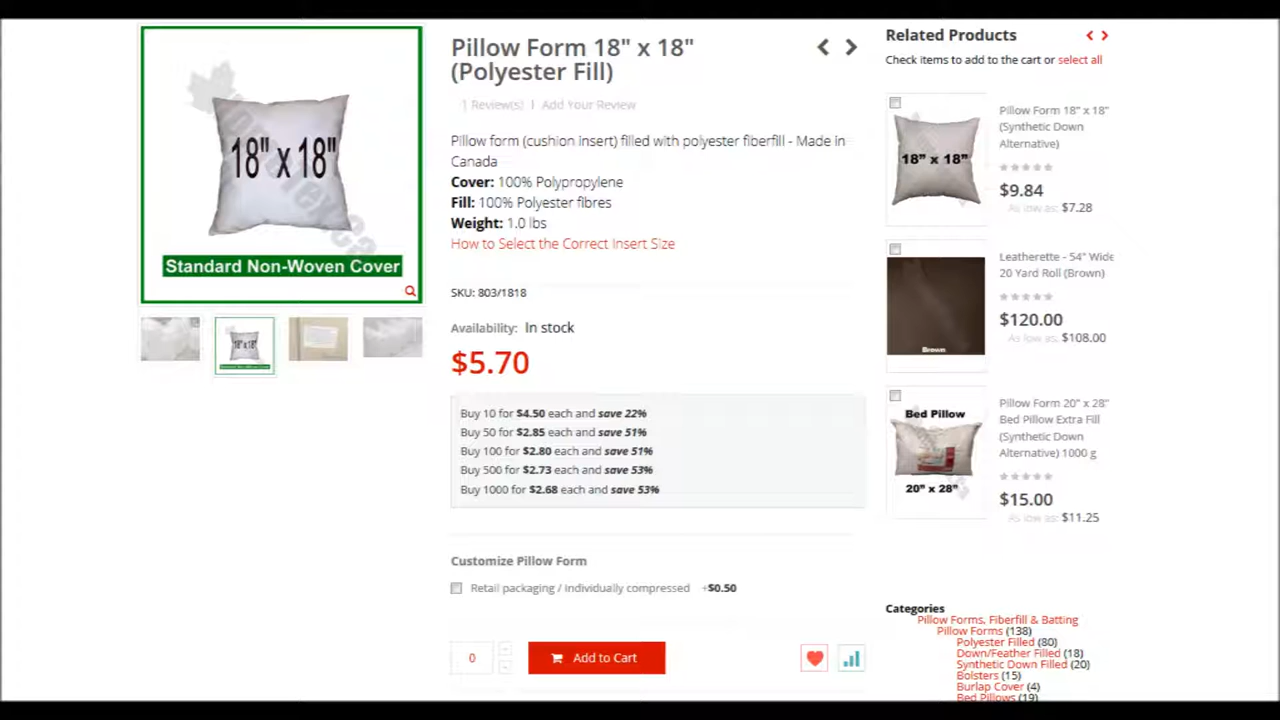 18" x 18"
Standard Non-Woven Cover
Pillow Form 18" x 18"
(Polyester Fill)
1 Review(s) | Add Your Review
Pillow form (cushion insert) filled with polyester fiberfill - Made in
Canada
Cover: 100% Polypropylene
Fill: 100% Polyester fibres
Weight: 1.0 lbs
How to Select the Correct Insert Size
SKU: 803/1818
Availability: In stock
$5.70
Buy 10 for $4.50 each and save 22%
Buy 50 for $2.85 each and save 51%
Buy 100 for $2.80 each and save 51%
Buy 500 for $2.73 each and save 53%
Buy 1000 for $2.68 each and save 53%
Customize Pillow Form
Retail packaging / Individually compressed +$0.50
0
Add to Cart
Related Products
Check items to add to the cart or select all
18" x 18"
Pillow Form 18" x 18"
(Synthetic Down
Alternative)
$9.84
As low as: $7.28
Brown
Leatherette - 54" Wide
20 Yard Roll (Brown)
$120.00
As low as: $108.00
Bed Pillow
20" x 28"
Pillow Form 20" x 28"
Bed Pillow Extra Fill
(Synthetic Down
Alternative) 1000 g
$15.00
As low as: $11.25
Categories
Pillow Forms, Fiberfill & Batting
Pillow Forms (138)
Polyester Filled (80)
Down/Feather Filled (18)
Synthetic Down Filled (20)
Bolsters (15)
Burlap Cover (4)
Bed Pillows (19)